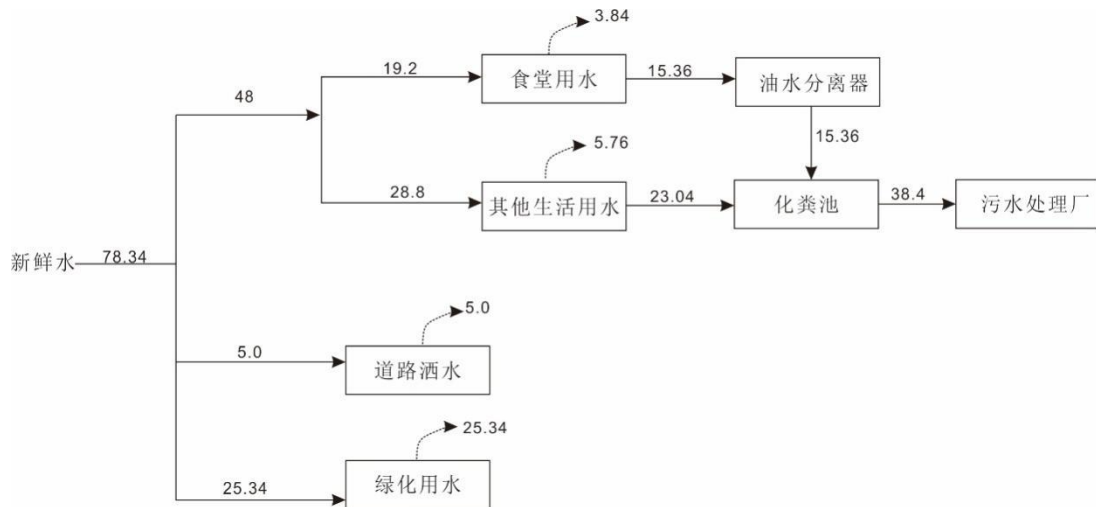 3.84
19.2
食堂用水
15.36
油水分离器
48
15.36
5.76
28.8
其他生活用水
23.04
化粪池
38.4
污水处理厂
新鲜水
78.34
5.0
5.0
道路洒水
25.34
25.34
绿化用水